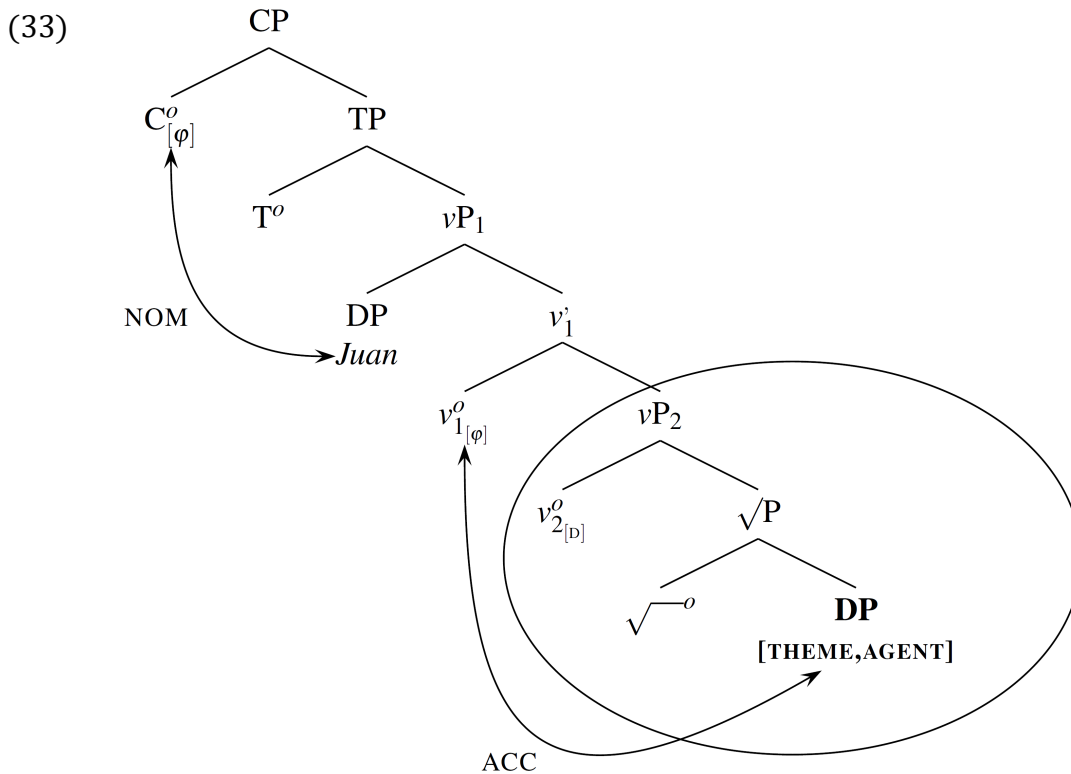 (33)
CP
C°[φ] TP
T° vP₁
NOM DP v'₁
Juan
v°₁[φ] vP₂
v°₂[D] √P
√° DP
[THEME,AGENT]
ACC